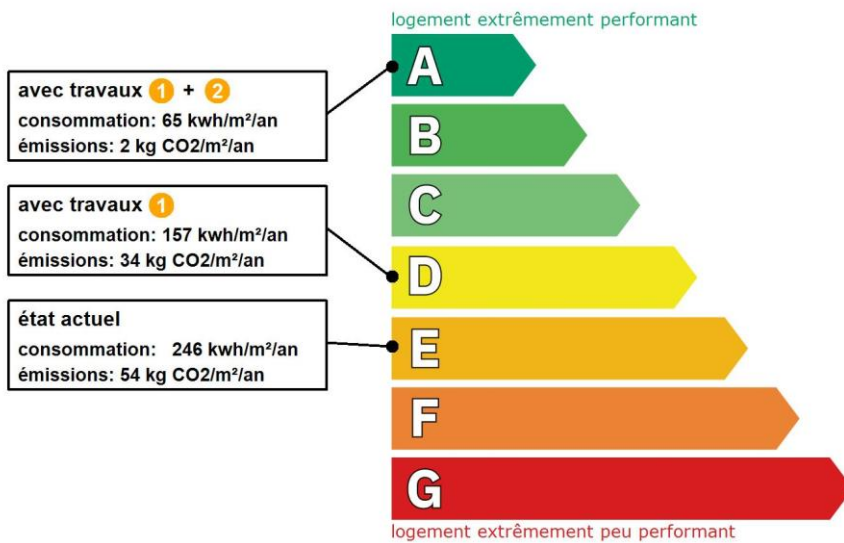 logement extrêmement performant
A
avec travaux 1 + 2
consommation: 65 kwh/m²/an
émissions: 2 kg CO2/m²/an
B
C
avec travaux 1
consommation: 157 kwh/m²/an
émissions: 34 kg CO2/m²/an
D
état actuel
consommation: 246 kwh/m²/an
émissions: 54 kg CO2/m²/an
E
F
G
logement extrêmement peu performant